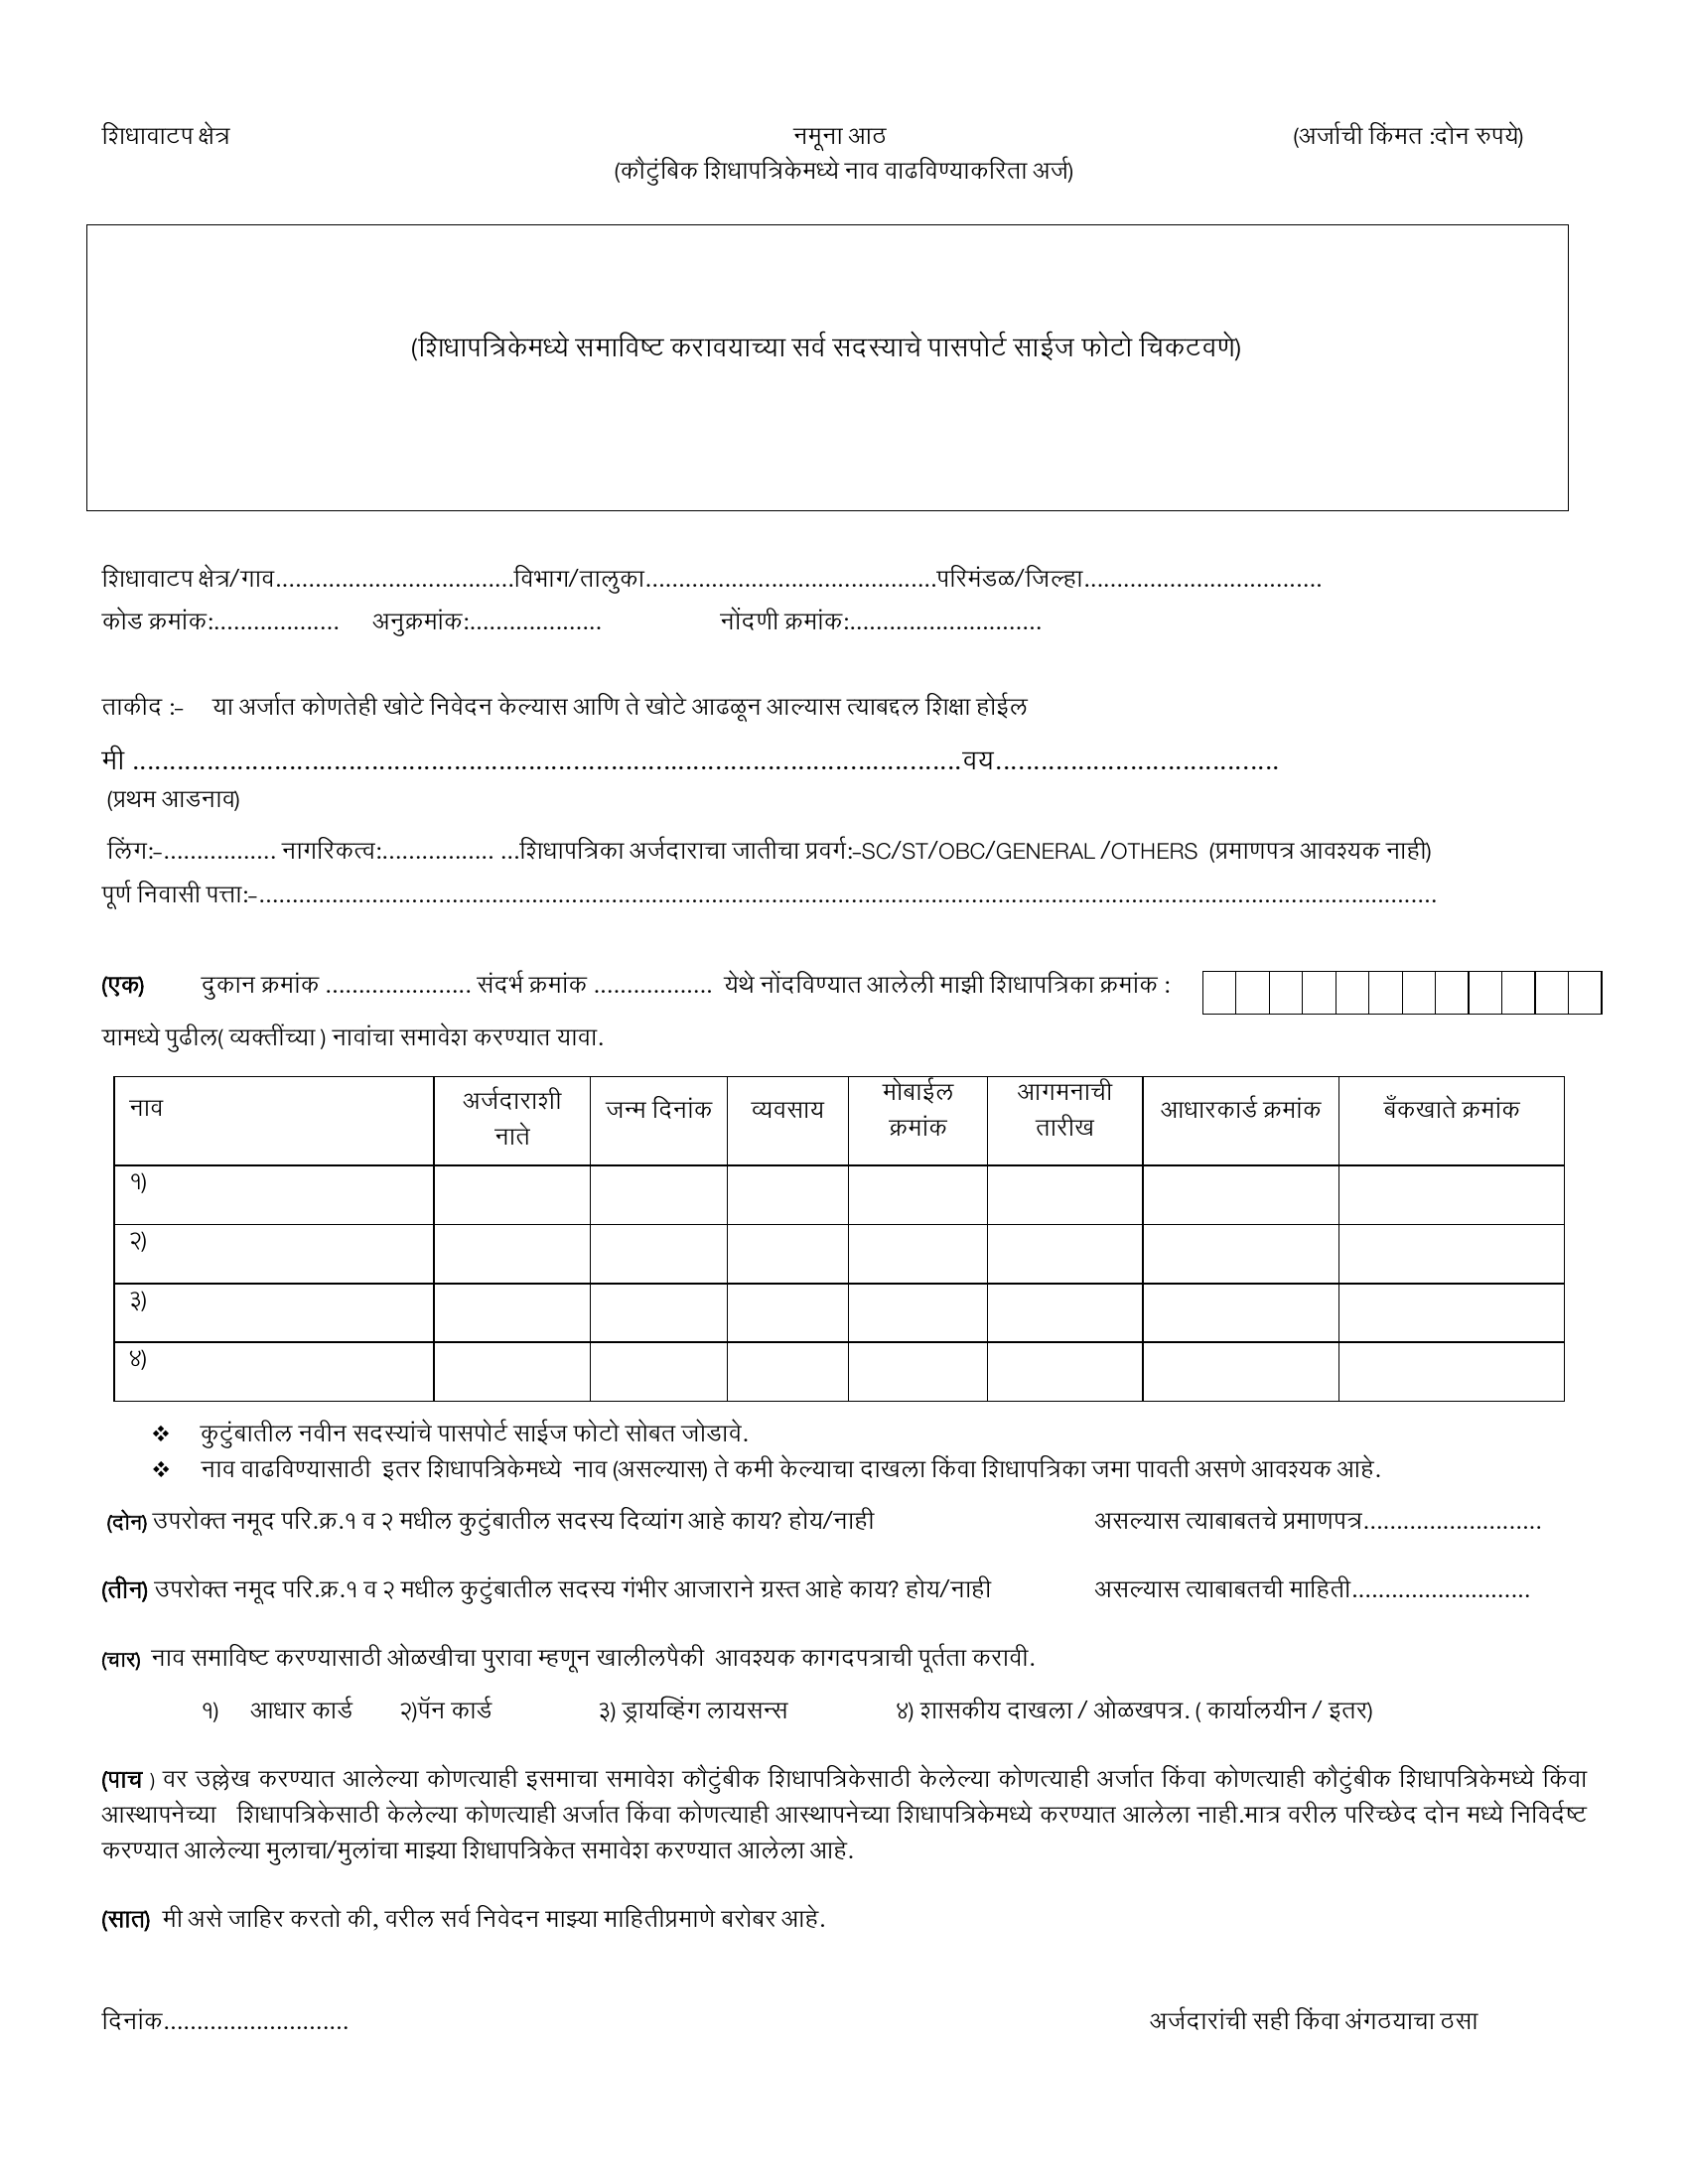 शिधावाटप क्षेत्र नमूना आठ (अर्जाची किंमत :दोन रुपये)
(कौटुंबिक शिधापत्रिकेमध्ये नाव वाढविण्याकरिता अर्ज)
(शिधापत्रिकेमध्ये समाविष्ट करावयाच्या सर्व सदस्याचे पासपोर्ट साईज फोटो चिकटवणे)
शिधावाटप क्षेत्र/गाव....................................विभाग/तालुका............................................परिमंडळ/जिल्हा....................................
कोड क्रमांक:................... अनुक्रमांक:.................... नोंदणी क्रमांक:.............................
ताकीद :- या अर्जात कोणतेही खोटे निवेदन केल्यास आणि ते खोटे आढळून आल्यास त्याबद्दल शिक्षा होईल
मी ..............................................................................................................वय......................................
(प्रथम आडनाव)
लिंग:-................. नागरिकत्व:................. ...शिधापत्रिका अर्जदाराचा जातीचा प्रवर्ग:-SC/ST/OBC/GENERAL /OTHERS (प्रमाणपत्र आवश्यक नाही)
पूर्ण निवासी पत्ता:-..................................................................................................................................................................................
(एक) दुकान क्रमांक ...................... संदर्भ क्रमांक .................. येथे नोंदविण्यात आलेली माझी शिधापत्रिका क्रमांक :
यामध्ये पुढील( व्यक्तींच्या ) नावांचा समावेश करण्यात यावा.
नाव अर्जदाराशी नाते जन्म दिनांक व्यवसाय मोबाईल क्रमांक आगमनाची तारीख आधारकार्ड क्रमांक बँकखाते क्रमांक
१)
२)
३)
४)
❖ कुटुंबातील नवीन सदस्यांचे पासपोर्ट साईज फोटो सोबत जोडावे.
❖ नाव वाढविण्यासाठी इतर शिधापत्रिकेमध्ये नाव (असल्यास) ते कमी केल्याचा दाखला किंवा शिधापत्रिका जमा पावती असणे आवश्यक आहे.
(दोन) उपरोक्त नमूद परि.क्र.१ व २ मधील कुटुंबातील सदस्य दिव्यांग आहे काय? होय/नाही असल्यास त्याबाबतचे प्रमाणपत्र...........................
(तीन) उपरोक्त नमूद परि.क्र.१ व २ मधील कुटुंबातील सदस्य गंभीर आजाराने ग्रस्त आहे काय? होय/नाही असल्यास त्याबाबतची माहिती...........................
(चार) नाव समाविष्ट करण्यासाठी ओळखीचा पुरावा म्हणून खालीलपैकी आवश्यक कागदपत्राची पूर्तता करावी.
१) आधार कार्ड २)पॅन कार्ड ३) ड्रायव्हिंग लायसन्स ४) शासकीय दाखला / ओळखपत्र. ( कार्यालयीन / इतर)
(पाच ) वर उल्लेख करण्यात आलेल्या कोणत्याही इसमाचा समावेश कौटुंबीक शिधापत्रिकेसाठी केलेल्या कोणत्याही अर्जात किंवा कोणत्याही कौटुंबीक शिधापत्रिकेमध्ये किंवा
आस्थापनेच्या शिधापत्रिकेसाठी केलेल्या कोणत्याही अर्जात किंवा कोणत्याही आस्थापनेच्या शिधापत्रिकेमध्ये करण्यात आलेला नाही.मात्र वरील परिच्छेद दोन मध्ये निविर्दष्ट
करण्यात आलेल्या मुलाचा/मुलांचा माझ्या शिधापत्रिकेत समावेश करण्यात आलेला आहे.
(सात) मी असे जाहिर करतो की, वरील सर्व निवेदन माझ्या माहितीप्रमाणे बरोबर आहे.
दिनांक............................ अर्जदारांची सही किंवा अंगठयाचा ठसा